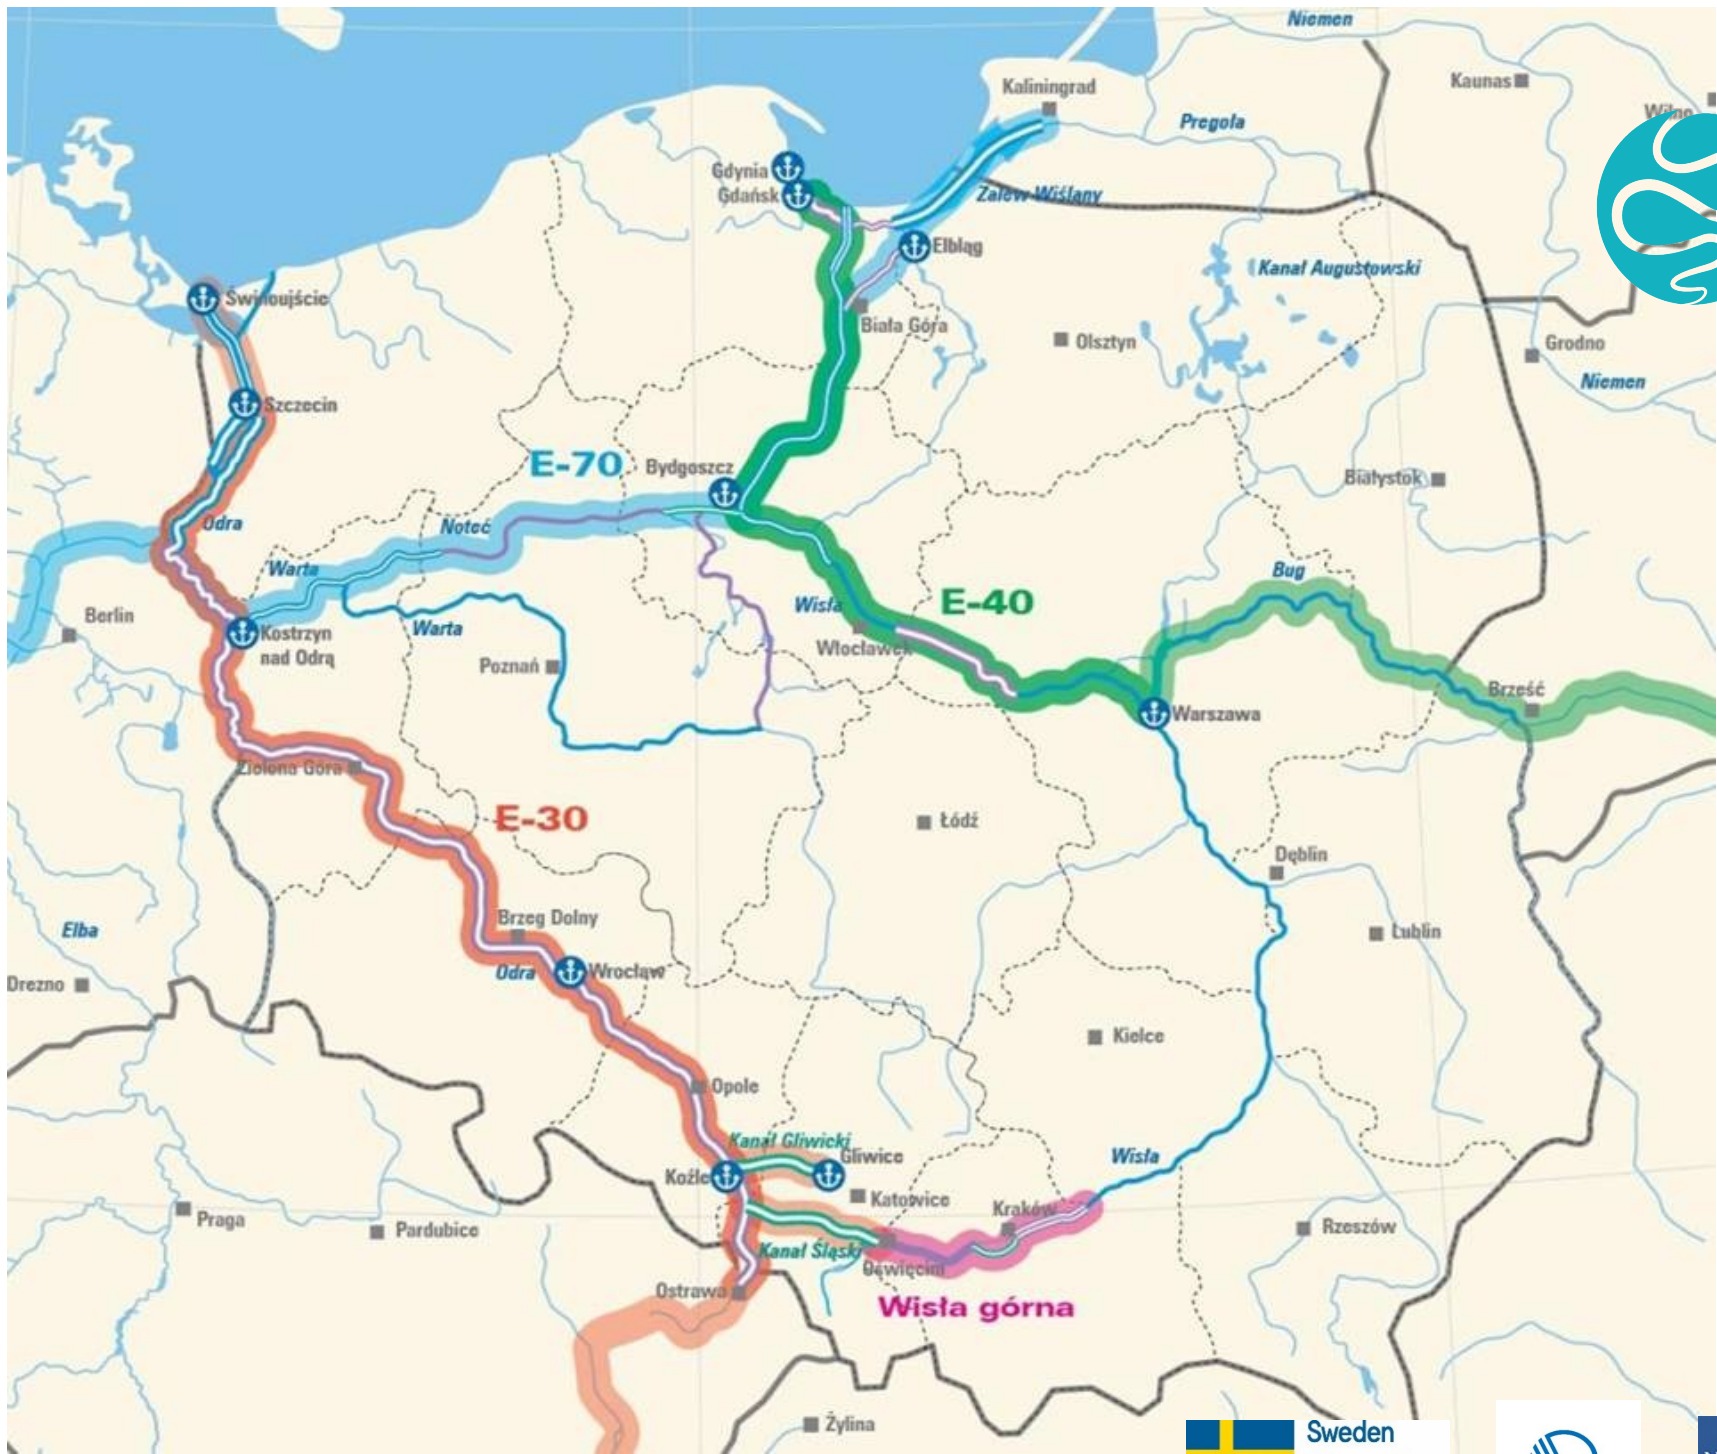 Niemen
Kaliningrad
Kaunas
Wilno
Pregoła
Gdynia
Gdańsk
Zalew Wiślany
Elbląg
Kanał Augustowski
Świnoujście
Biała Góra
Olsztyn
Grodno
Niemen
Szczecin
E-70
Bydgoszcz
Białystok
Odra
Noteć
Warta
Bug
Berlin
Wisła
E-40
Kostrzyn
nad Odrą
Warta
Włocławek
Poznań
Brześć
Warszawa
Zielona Góra
E-30
Łódź
Dęblin
Brzeg Dolny
Elba
Lublin
Odra
Wrocław
Drezno
Kielce
Opole
Kanał Gliwicki
Gliwice
Wisła
Koźle
Katowice
Kraków
Praga
Pardubice
Rzeszów
Kanał Śląski
Oświęcim
Ostrawa
Wisła górna
Żylina
Sweden